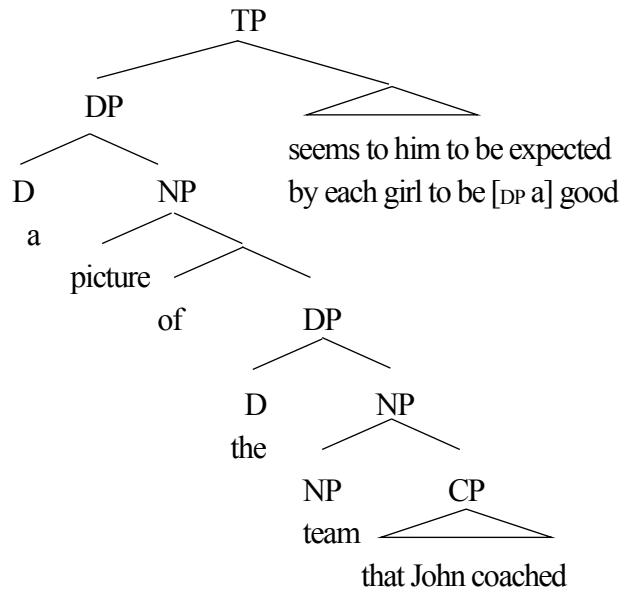 TP
DP
seems to him to be expected
by each girl to be [DP a] good
D NP
a
picture
of DP
D NP
the
NP CP
team
that John coached